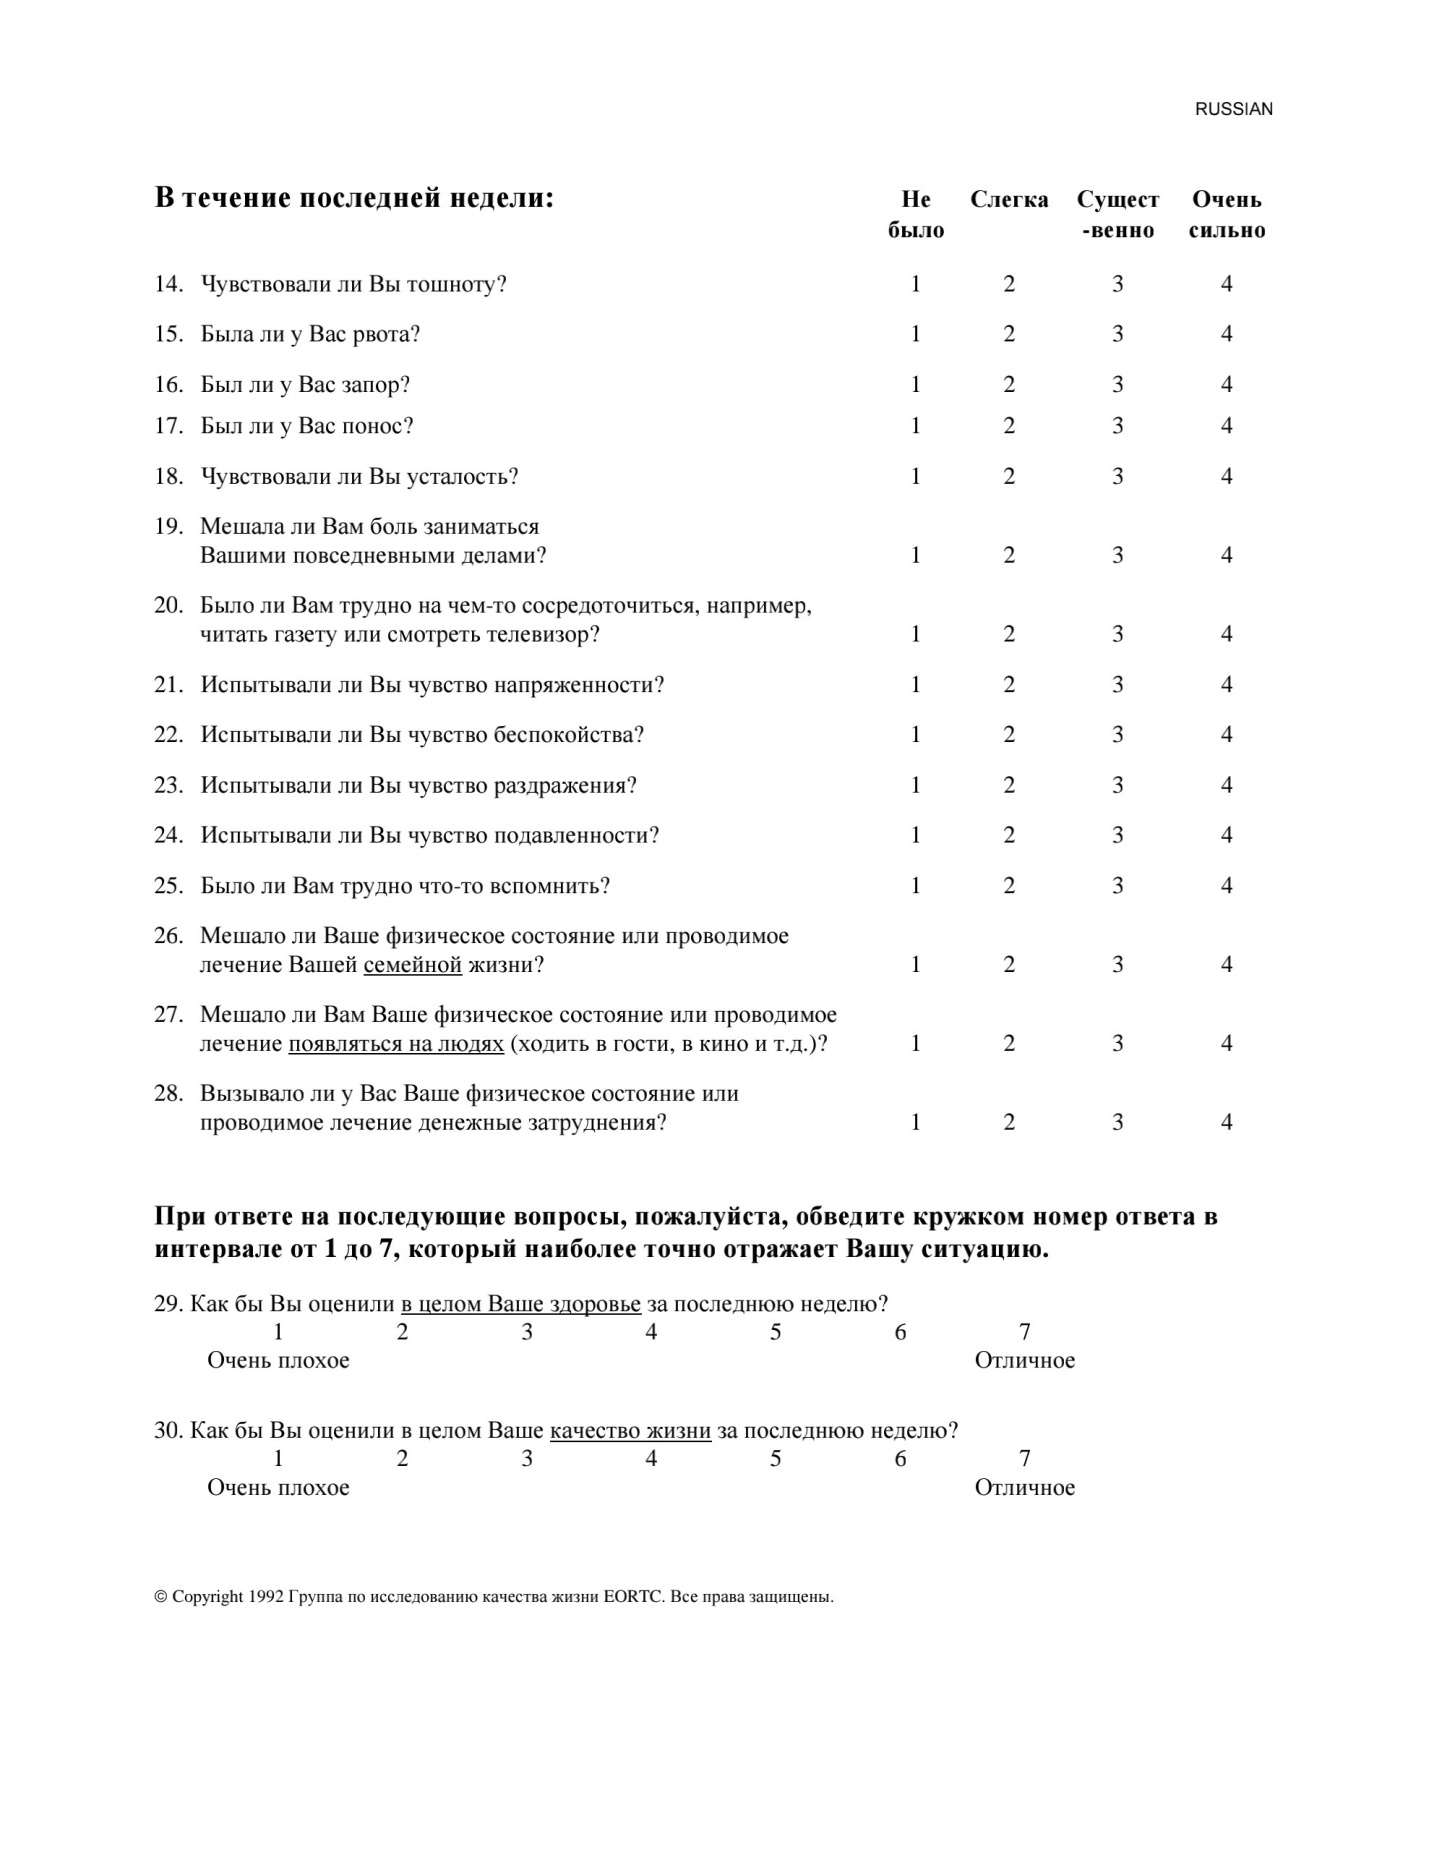 RUSSIAN
В течение последней недели: Не Слегка Сущест Очень
было -венно сильно
14. Чувствовали ли Вы тошноту? 1 2 3 4
15. Была ли у Вас рвота? 1 2 3 4
16. Был ли у Вас запор? 1 2 3 4
17. Был ли у Вас понос? 1 2 3 4
18. Чувствовали ли Вы усталость? 1 2 3 4
19. Мешала ли Вам боль заниматься
Вашими повседневными делами? 1 2 3 4
20. Было ли Вам трудно на чем-то сосредоточиться, например,
читать газету или смотреть телевизор? 1 2 3 4
21. Испытывали ли Вы чувство напряженности? 1 2 3 4
22. Испытывали ли Вы чувство беспокойства? 1 2 3 4
23. Испытывали ли Вы чувство раздражения? 1 2 3 4
24. Испытывали ли Вы чувство подавленности? 1 2 3 4
25. Было ли Вам трудно что-то вспомнить? 1 2 3 4
26. Мешало ли Ваше физическое состояние или проводимое
лечение Вашей семейной жизни? 1 2 3 4
27. Мешало ли Вам Ваше физическое состояние или проводимое
лечение появляться на людях (ходить в гости, в кино и т.д.)? 1 2 3 4
28. Вызывало ли у Вас Ваше физическое состояние или
проводимое лечение денежные затруднения? 1 2 3 4
При ответе на последующие вопросы, пожалуйста, обведите кружком номер ответа в
интервале от 1 до 7, который наиболее точно отражает Вашу ситуацию.
29. Как бы Вы оценили в целом Ваше здоровье за последнюю неделю?
1 2 3 4 5 6 7
Очень плохое Отличное
30. Как бы Вы оценили в целом Ваше качество жизни за последнюю неделю?
1 2 3 4 5 6 7
Очень плохое Отличное
© Copyright 1992 Группа по исследованию качества жизни EORTC. Все права защищены.